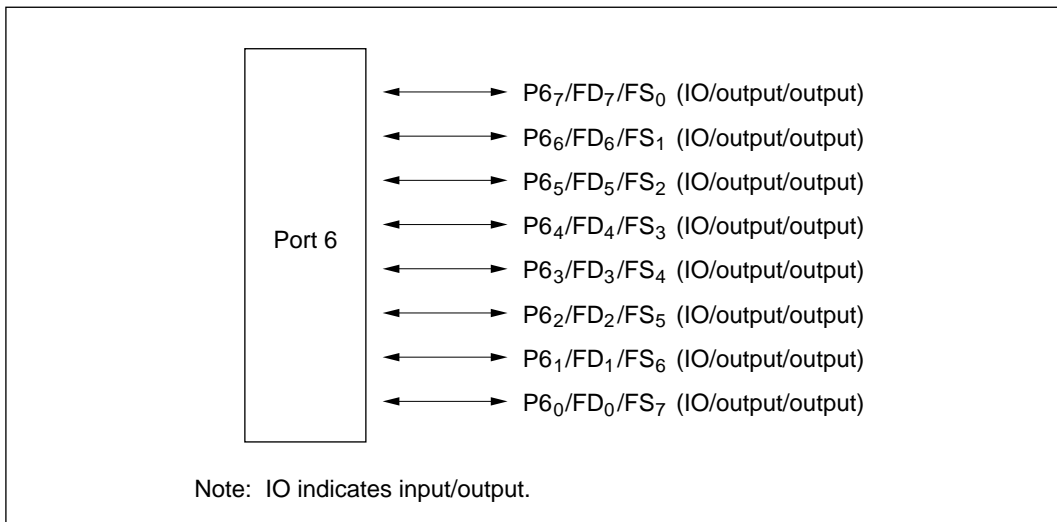 P6₇/FD₇/FS₀ (IO/output/output)
P6₆/FD₆/FS₁ (IO/output/output)
P6₅/FD₅/FS₂ (IO/output/output)
P6₄/FD₄/FS₃ (IO/output/output)
Port 6
P6₃/FD₃/FS₄ (IO/output/output)
P6₂/FD₂/FS₅ (IO/output/output)
P6₁/FD₁/FS₆ (IO/output/output)
P6₀/FD₀/FS₇ (IO/output/output)
Note: IO indicates input/output.